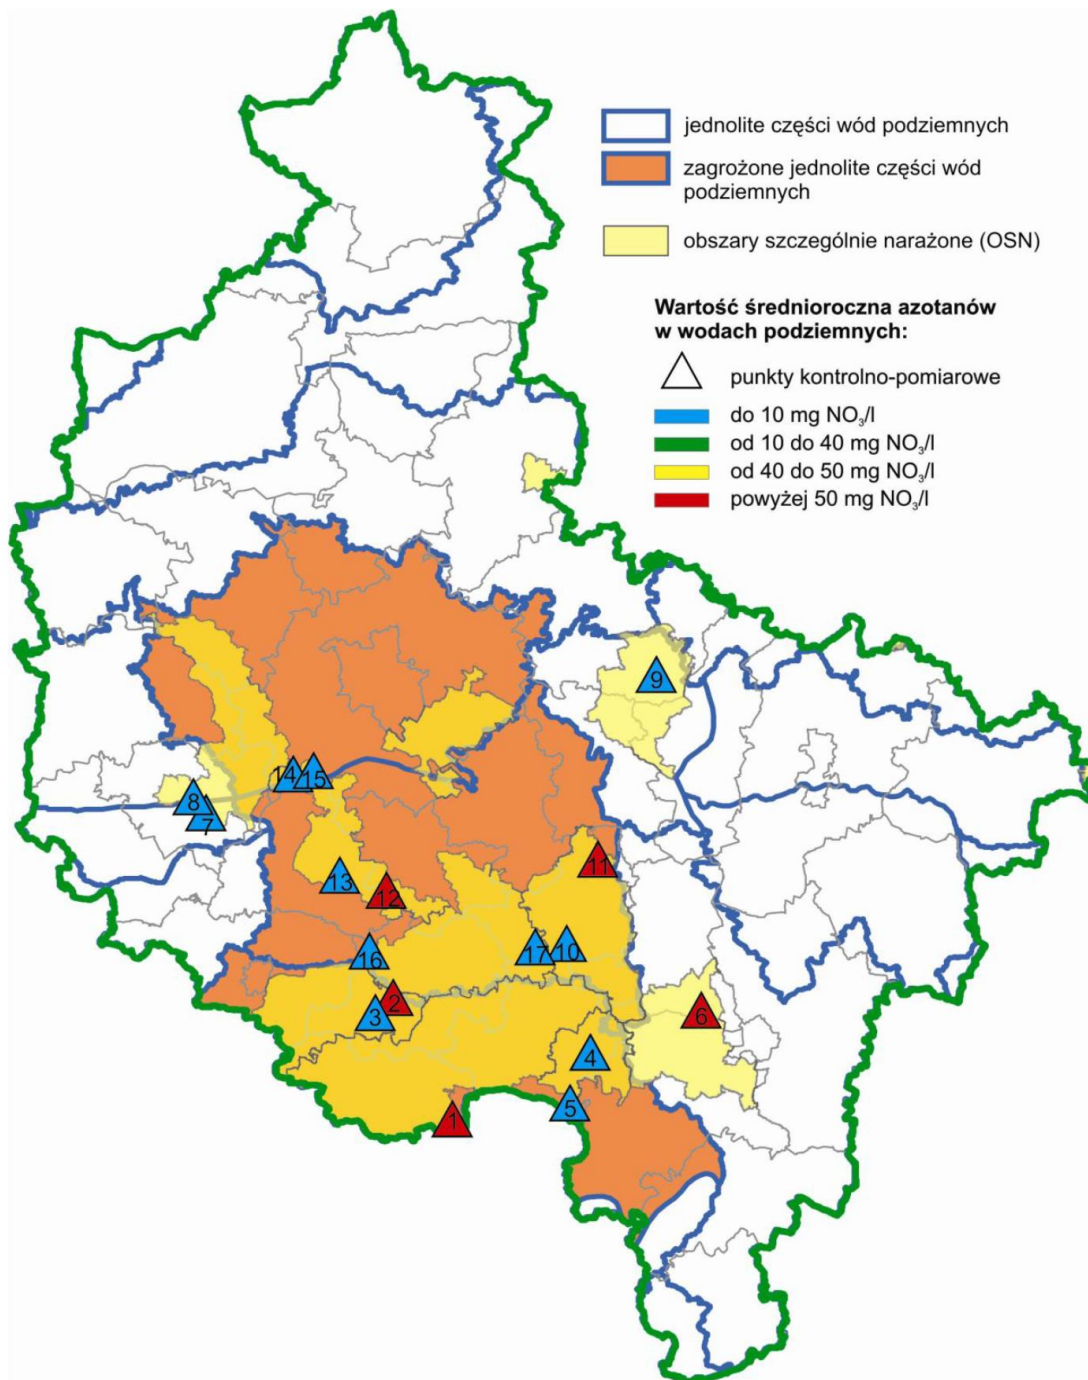 jednolite części wód podziemnych
zagrożone jednolite części wód
podziemnych
obszary szczególnie narażone (OSN)
Wartość średnioroczna azotanów
w wodach podziemnych:
punkty kontrolno-pomiarowe
do 10 mg NO₃/l
od 10 do 40 mg NO₃/l
od 40 do 50 mg NO₃/l
powyżej 50 mg NO₃/l
9
14 15
8
7
11
13
12
16
17 10
2
3
6
4
5
1